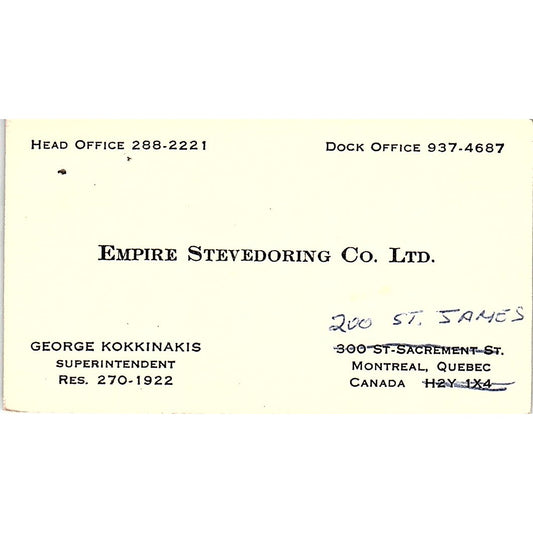 HEAD OFFICE 288-2221
DOCK OFFICE 937-4687
EMPIRE STEVEDORING CO. LTD.
GEORGE KOKKINAKIS
SUPERINTENDENT
RES. 270-1922
200 ST. JAMES
300 ST-SACREMENT ST.
MONTREAL, QUEBEC
CANADA H2Y 1X4